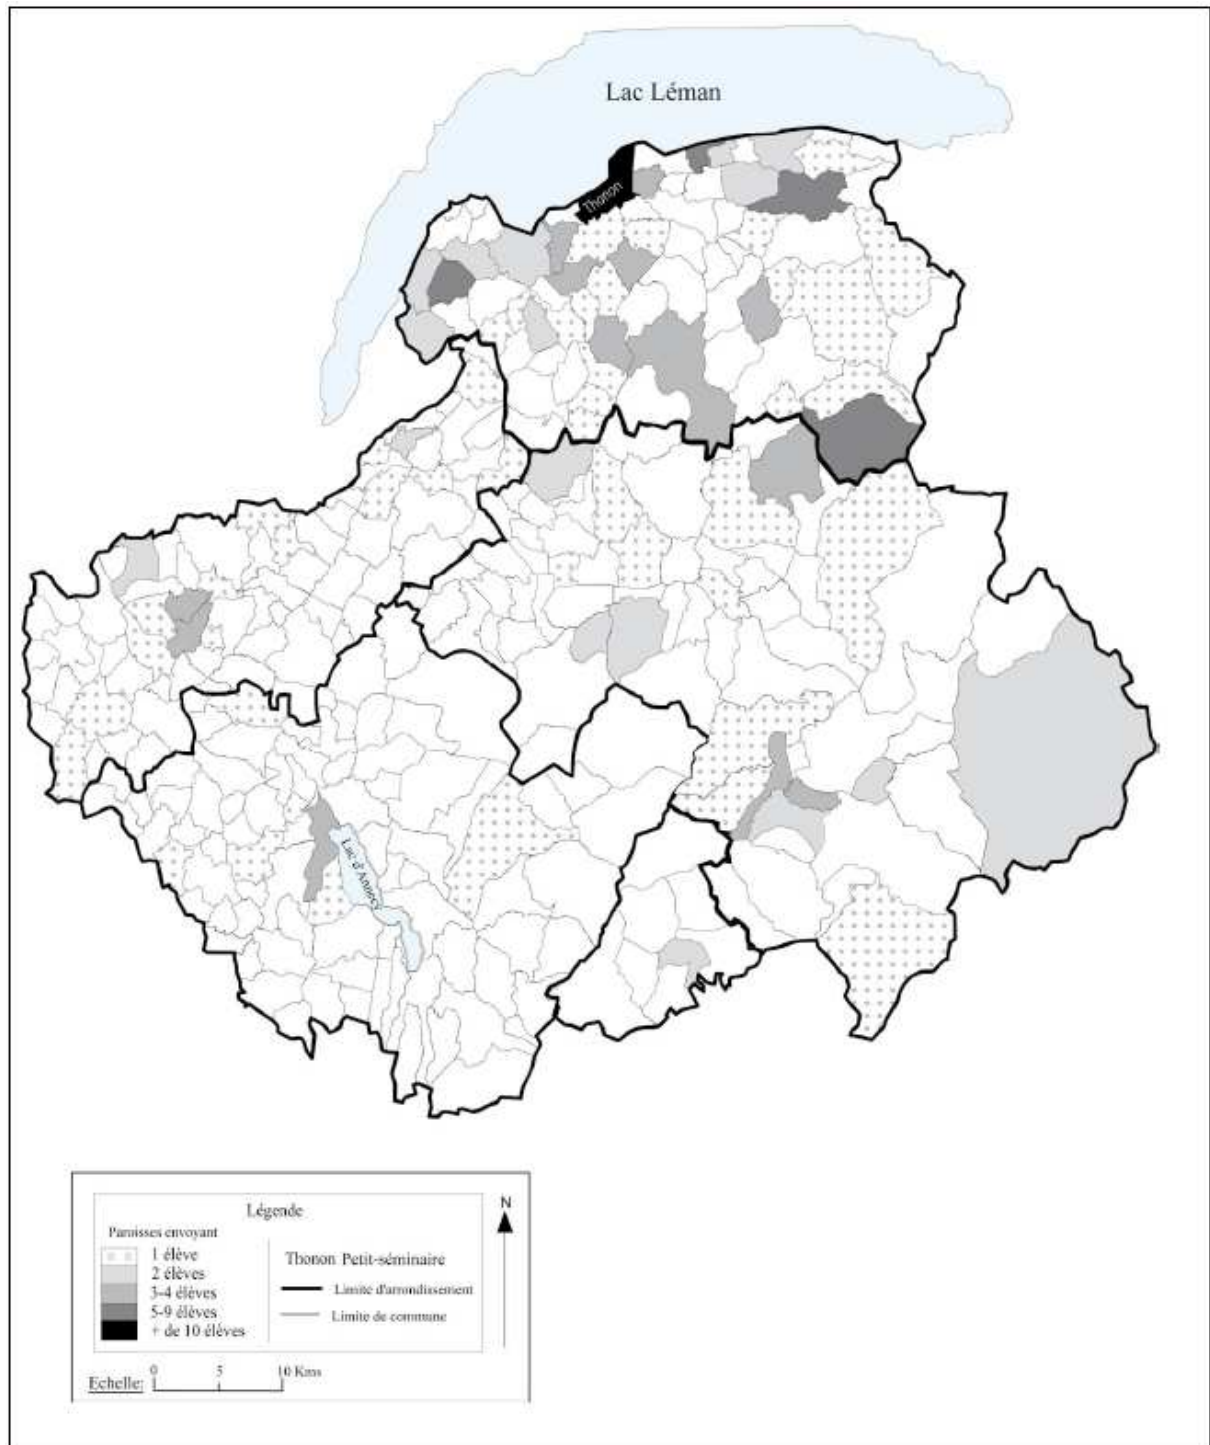 Lac Léman
Thonon
Lac d'Annecy
Légende
Paroisses envoyant
1 élève
2 élèves
3-4 élèves
5-9 élèves
+ de 10 élèves
Thonon Petit-séminaire
Limite d'arrondissement
Limite de commune
N
Echelle:
0 5 10 Kms